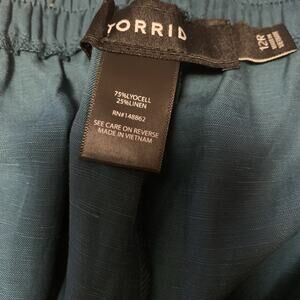 TORRID
12R
75%LYOCELL
25%LINEN
RN#148862
SEE CARE ON REVERSE
MADE IN VIETNAM